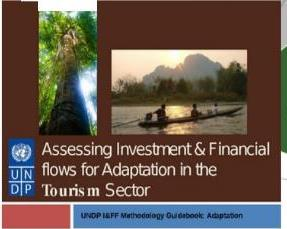 Assessing Investment & Financial
flows for Adaptation in the
Tourism Sector
U N
D P
UNDP I&FF Methodology Guidebook: Adaptation